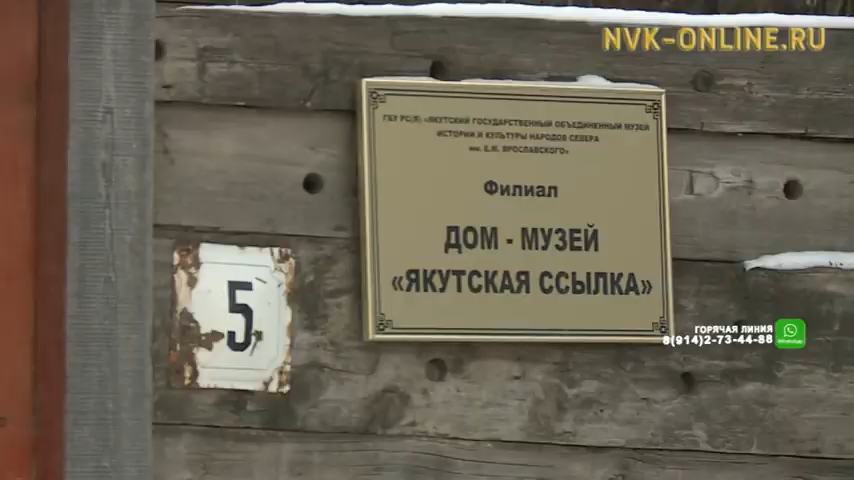 NVK-ONLINE.RU
ГБУ РС(Я) «ЯКУТСКИЙ ГОСУДАРСТВЕННЫЙ ОБЪЕДИНЕННЫЙ МУЗЕЙ
ИСТОРИИ И КУЛЬТУРЫ НАРОДОВ СЕВЕРА
им. Е.М. ЯРОСЛАВСКОГО»
Филиал
ДОМ - МУЗЕЙ
«ЯКУТСКАЯ ССЫЛКА»
5
ГОРЯЧАЯ ЛИНИЯ
8(914)2-73-44-88
WhatsApp